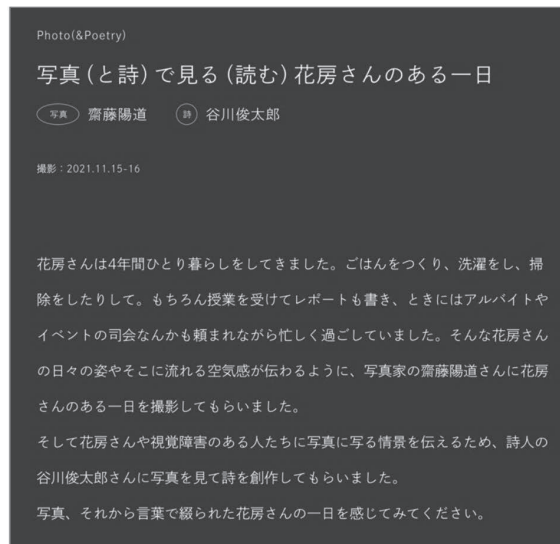 Photo(&Poetry)
写真(と詩)で見る(読む)花房さんのある一日
写真 齋藤陽道 詩 谷川俊太郎
撮影：2021.11.15-16
花房さんは4年間ひとり暮らしをしてきました。ごはんをつくり、洗濯をし、掃
除をしたりして。もちろん授業を受けてレポートも書き、ときにはアルバイトや
イベントの司会なんかも頼まれながら忙しく過ごしていました。そんな花房さん
の日々の姿やそこに流れる空気感が伝わるように、写真家の齋藤陽道さんに花房
さんのある一日を撮影してもらいました。
そして花房さんや視覚障害のある人たちに写真に写る情景を伝えるため、詩人の
谷川俊太郎さんに写真を見て詩を創作してもらいました。
写真、それから言葉で綴られた花房さんの一日を感じてみてください。